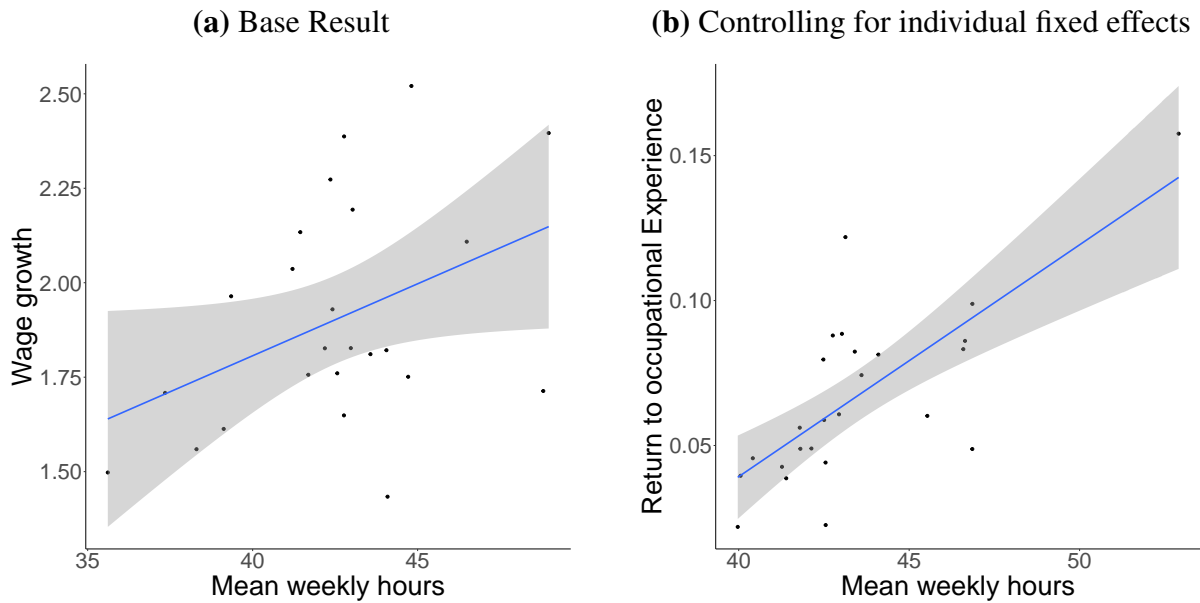 (a) Base Result
Wage growth
2.50
2.25
2.00
1.75
1.50
35
40
45
Mean weekly hours
(b) Controlling for individual fixed effects
Return to occupational Experience
0.15
0.10
0.05
40
45
50
Mean weekly hours